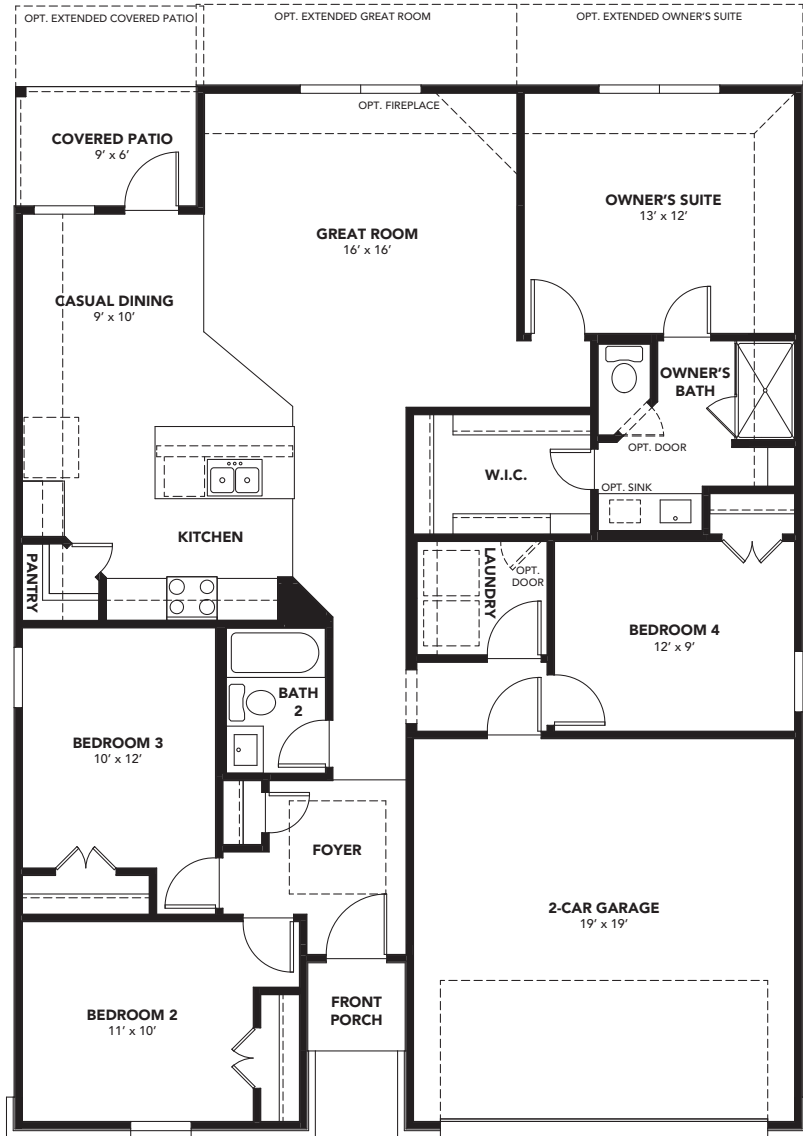 OPT. EXTENDED COVERED PATIO
OPT. EXTENDED GREAT ROOM
OPT. EXTENDED OWNER'S SUITE
OPT. FIREPLACE
COVERED PATIO
9' x 6'
OWNER'S SUITE
13' x 12'
GREAT ROOM
16' x 16'
CASUAL DINING
9' x 10'
OWNER'S
BATH
OPT. DOOR
W.I.C.
OPT. SINK
KITCHEN
PANTRY
LAUNDRY
OPT.
DOOR
BEDROOM 4
12' x 9'
BATH
2
BEDROOM 3
10' x 12'
FOYER
2-CAR GARAGE
19' x 19'
FRONT
PORCH
BEDROOM 2
11' x 10'